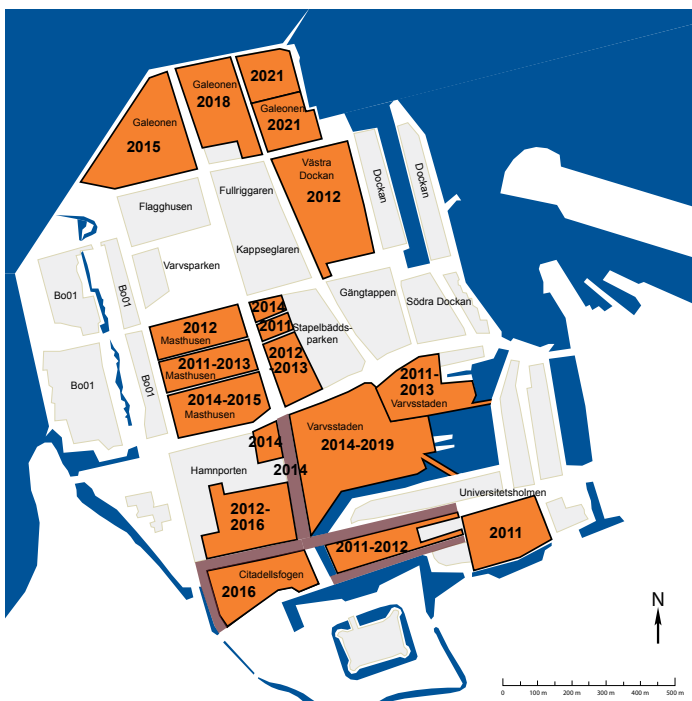 2021
Galeonen
2018
Galeonen
2021
Galeonen
2015
Västra
Dockan
2012
Dockan
Dockan
Flagghusen
Fullriggaren
Kappseglaren
Varvsparken
Bo01
Bo01
Gängtappen
Södra Dockan
2014
2011
Stapelbädds-
parken
2012
-2013
2012
Masthusen
2011-2013
Masthusen
2014-2015
Masthusen
Bo01
Bo01
2011-
2013
Varvsstaden
Varvsstaden
2014-2019
2014
2014
Hamnporten
2012-
2016
Universitetsholmen
2011
2011-2012
Citadellsfogen
2016
N
0
100 m
200 m
300 m
400 m
500 m